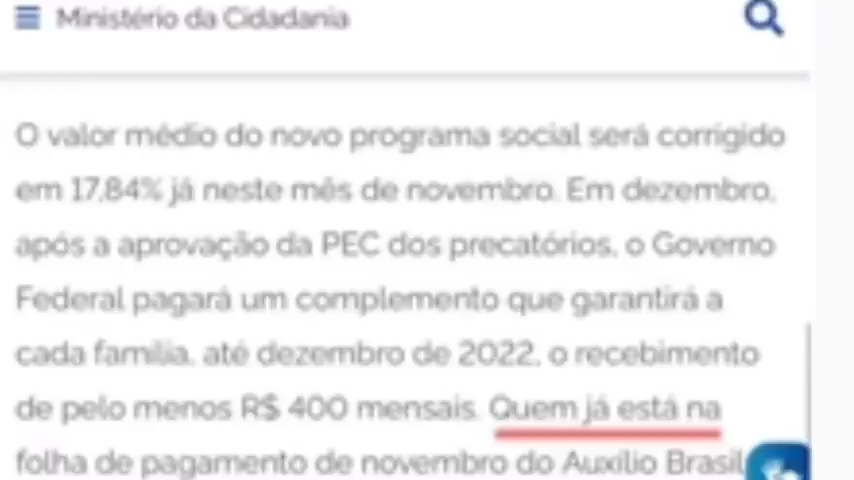 Ministério da Cidadania
O valor médio do novo programa social será corrigido
em 17,84% já neste mês de novembro. Em dezembro,
após a aprovação da PEC dos precatórios, o Governo
Federal pagará um complemento que garantirá a
cada família, até dezembro de 2022, o recebimento
de pelo menos R$ 400 mensais. Quem já está na
folha de pagamento de novembro do Auxílio Brasil